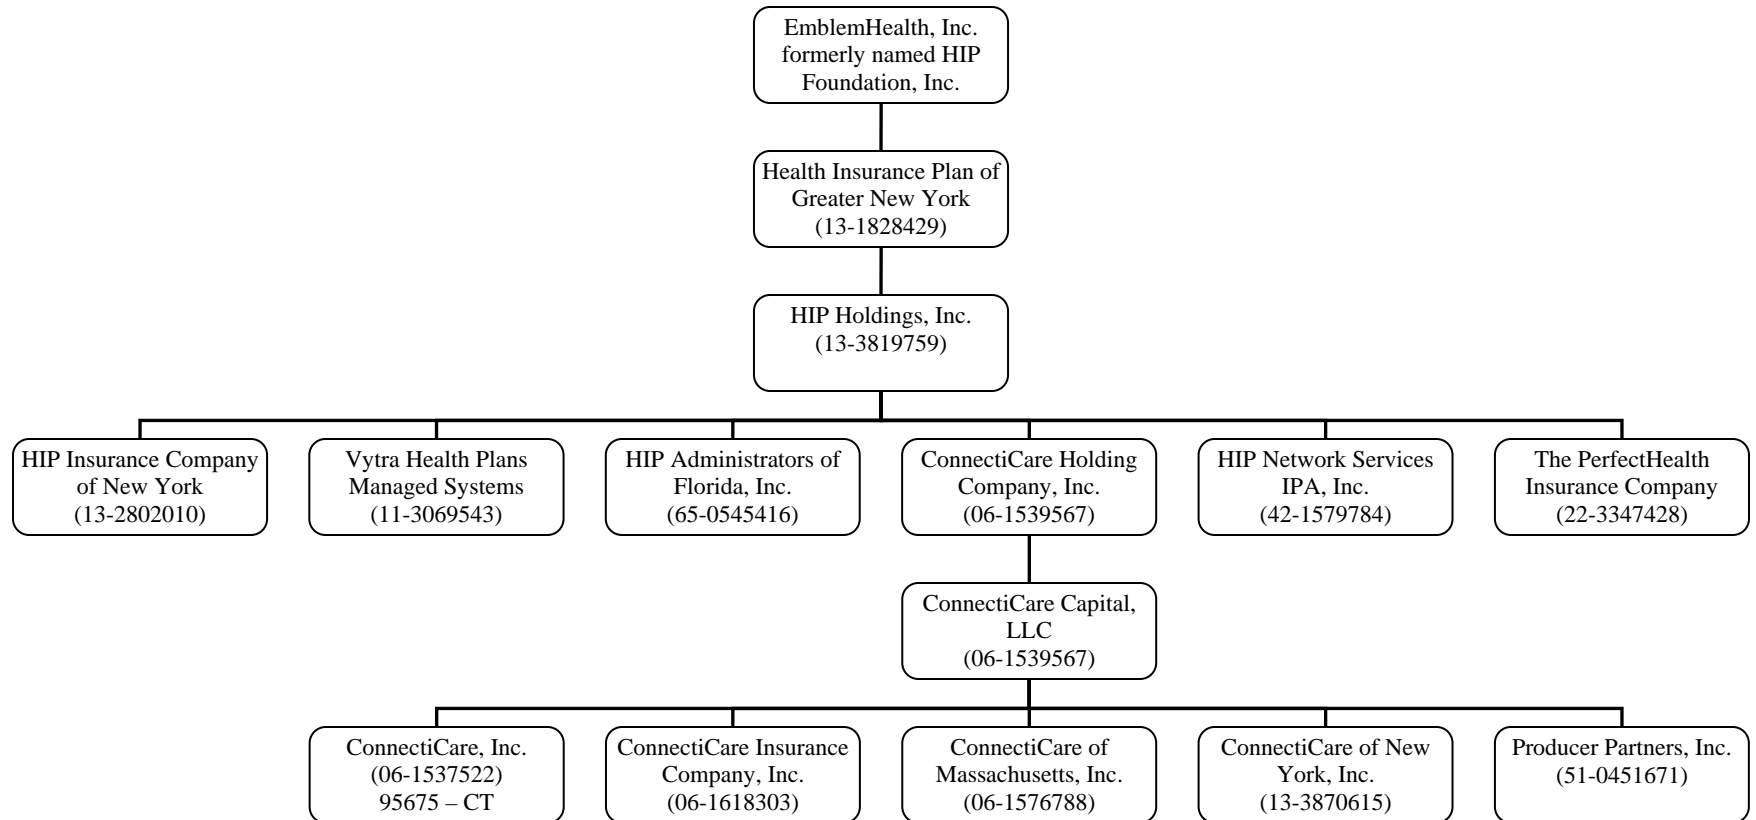 EmblemHealth, Inc.
formerly named HIP
Foundation, Inc.
Health Insurance Plan of
Greater New York
(13-1828429)
HIP Holdings, Inc.
(13-3819759)
HIP Insurance Company
of New York
(13-2802010)
Vytra Health Plans
Managed Systems
(11-3069543)
HIP Administrators of
Florida, Inc.
(65-0545416)
ConnectiCare Holding
Company, Inc.
(06-1539567)
HIP Network Services
IPA, Inc.
(42-1579784)
The PerfectHealth
Insurance Company
(22-3347428)
ConnectiCare Capital,
LLC
(06-1539567)
ConnectiCare, Inc.
(06-1537522)
95675 – CT
ConnectiCare Insurance
Company, Inc.
(06-1618303)
ConnectiCare of
Massachusetts, Inc.
(06-1576788)
ConnectiCare of New
York, Inc.
(13-3870615)
Producer Partners, Inc.
(51-0451671)